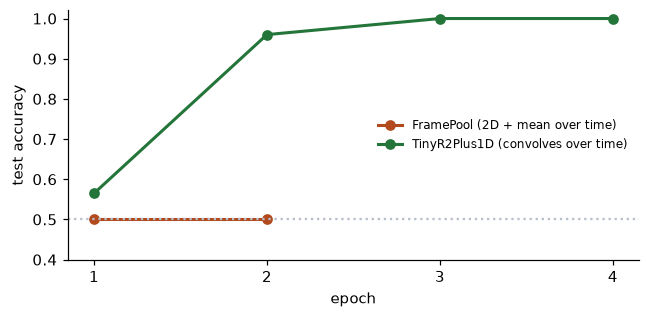 1.0
0.9
0.8
0.7
0.6
0.5
0.4
test accuracy
FramePool (2D + mean over time)
TinyR2Plus1D (convolves over time)
1 2 3 4
epoch